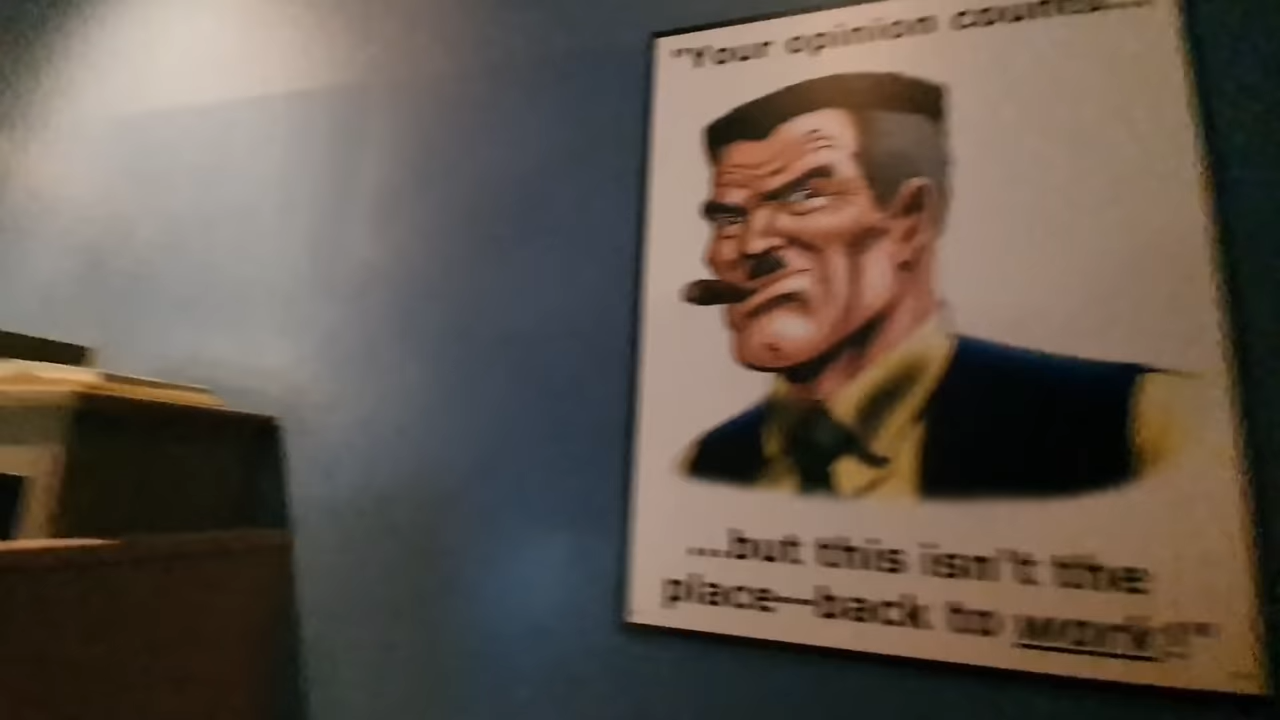 "Your opinion counts...
...but this isn't the
place--back to work!!"